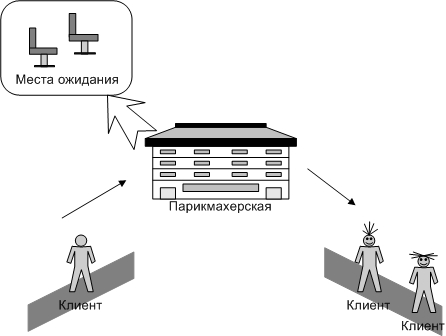 Места ожидания
Парикмахерская
Клиент
Клиент
Клиент